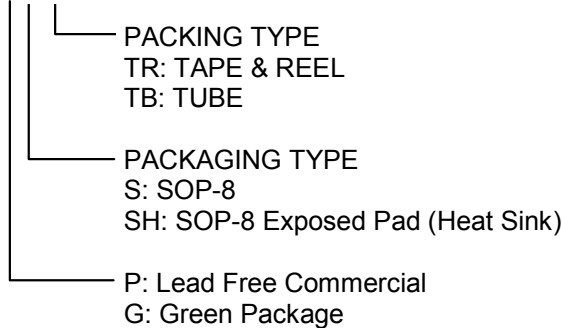 PACKING TYPE
TR: TAPE & REEL
TB: TUBE
PACKAGING TYPE
S: SOP-8
SH: SOP-8 Exposed Pad (Heat Sink)
P: Lead Free Commercial
G: Green Package